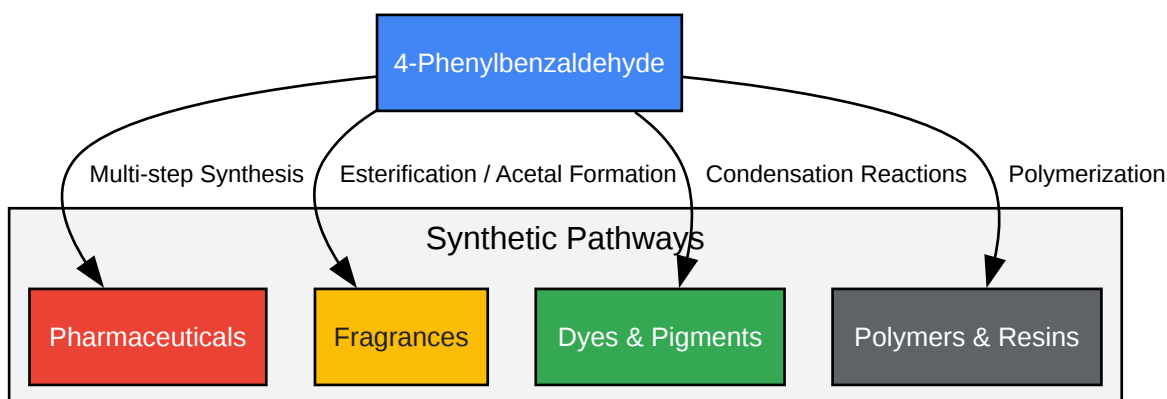 4-Phenylbenzaldehyde
Multi-step Synthesis
Esterification / Acetal Formation
Condensation Reactions
Polymerization
Synthetic Pathways
Pharmaceuticals
Fragrances
Dyes & Pigments
Polymers & Resins